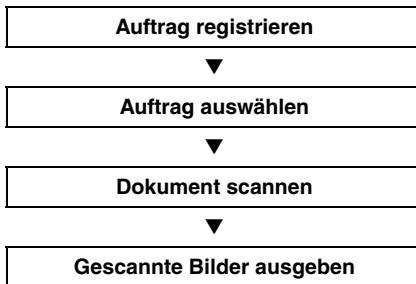 Auftrag registrieren
▼
Auftrag auswählen
▼
Dokument scannen
▼
Gescannte Bilder ausgeben